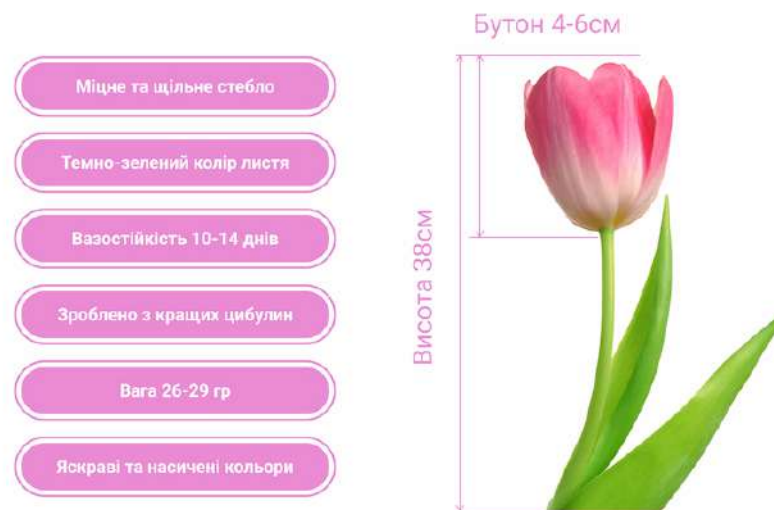 Бутон 4-6см
Міцне та щільне стебло
Темно-зелений колір листя
Вазостійкість 10-14 днів
Зроблено з кращих цибулин
Вага 26-29 гр
Яскраві та насичені кольори
Висота 38см